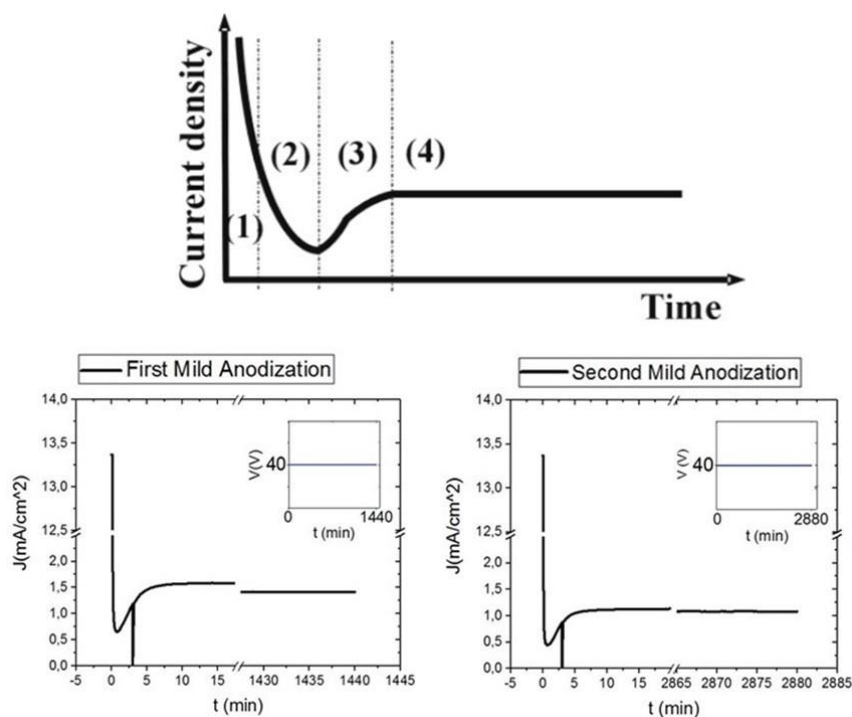 Current density
(1)
(2)
(3)
(4)
Time
First Mild Anodization
J(mA/cm^2)
14,0
13,5
13,0
12,5
2,0
1,5
1,0
0,5
0,0
-5 0 5 10 15 1430 1435 1440 1445
t (min)
V(V)
40
0 1440
t (min)
Second Mild Anodization
J(mA/cm^2)
14,0
13,5
13,0
12,5
2,0
1,5
1,0
0,5
0,0
-5 0 5 10 15 20 2865 2870 2875 2880 2885
t (min)
V(V)
40
0 2880
t (min)